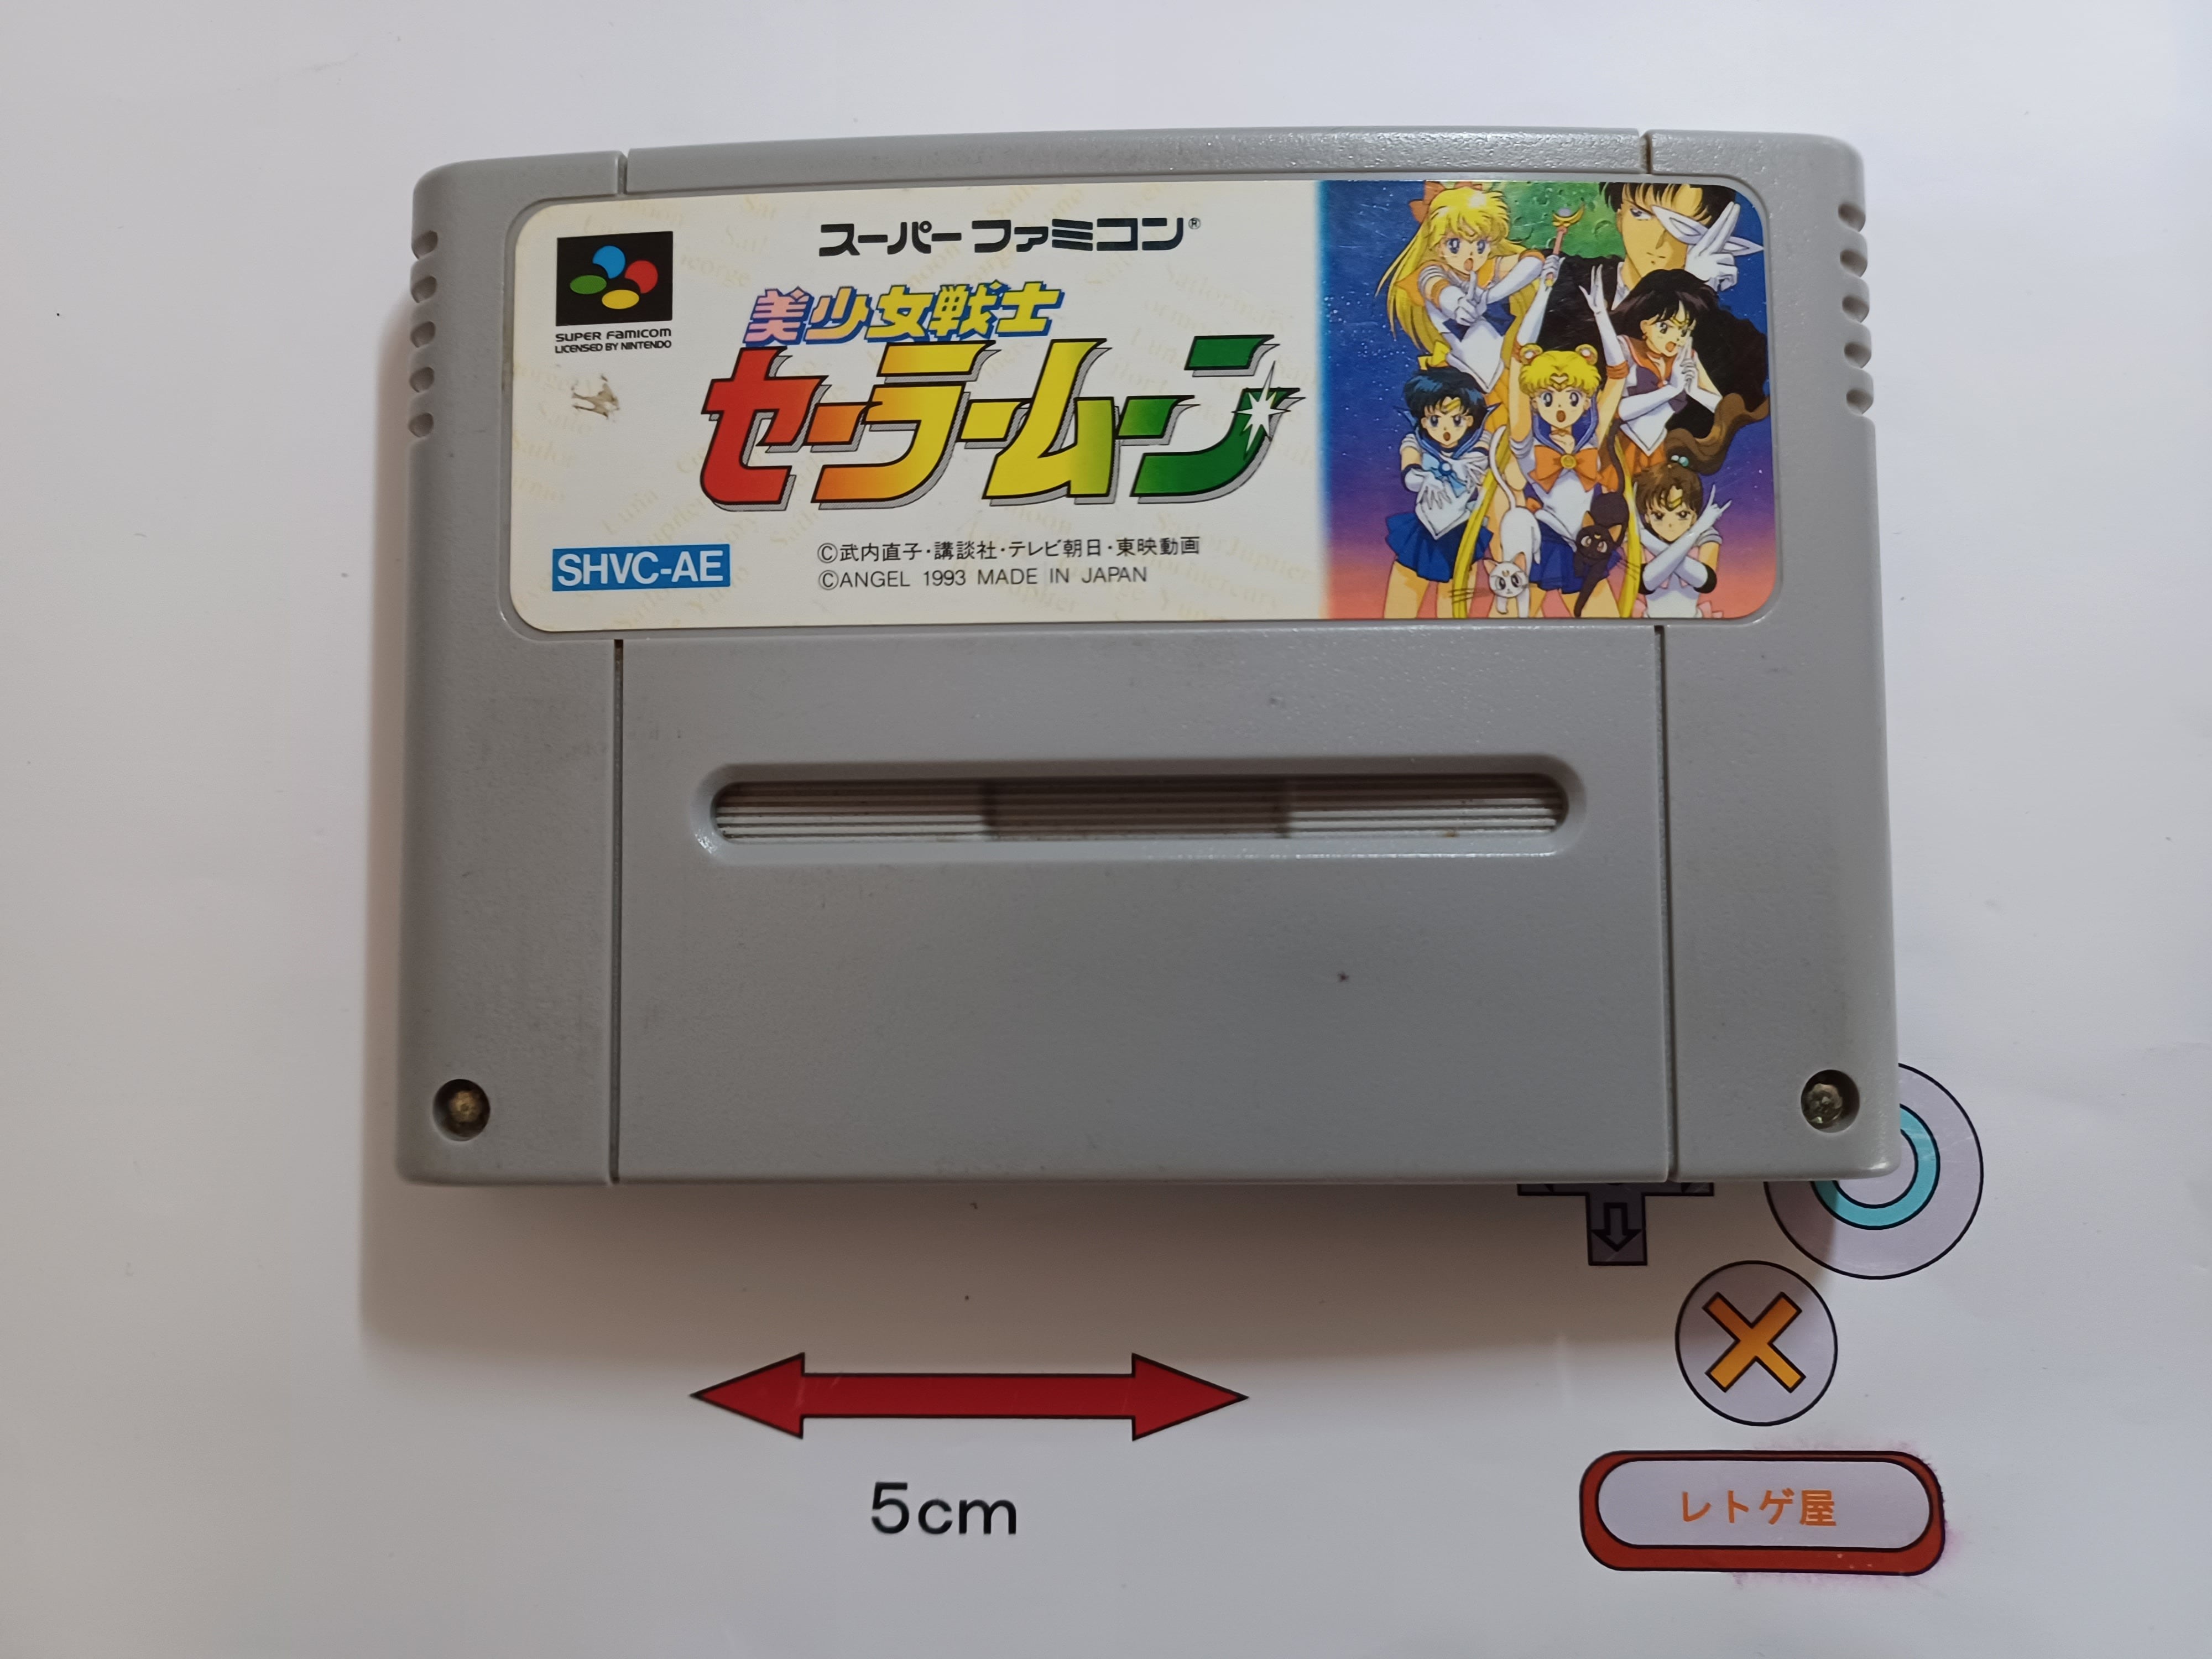 スーパーファミコン®
SUPER FAMICOM
LICENSED BY NINTENDO
美少女戦士
セーラームーン
SHVC-AE
©武内直子・講談社・テレビ朝日・東映動画
©ANGEL 1993 MADE IN JAPAN
5cm
レトゲ屋